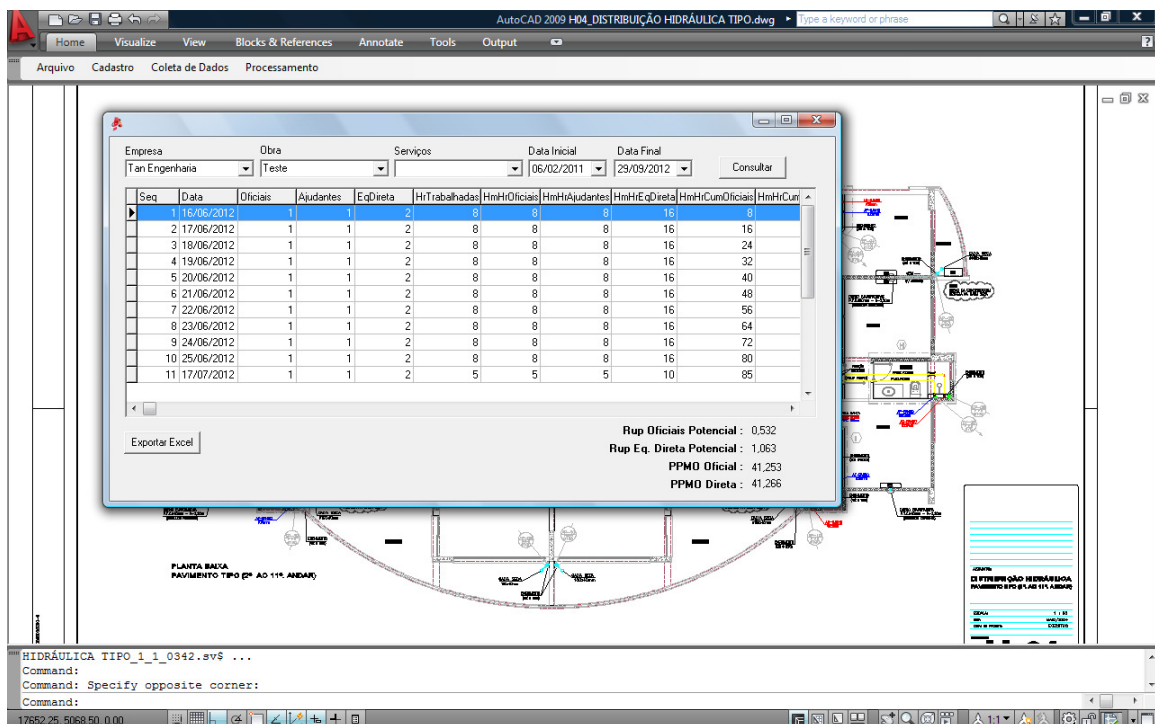 AutoCAD 2009 H04_DISTRIBUIÇÃO HIDRÁULICA TIPO.dwg
Type a keyword or phrase
Home Visualize View Blocks & References Annotate Tools Output
Arquivo Cadastro Coleta de Dados Processamento
Empresa Obra Serviços Data Inicial Data Final
Tan Engenharia Teste 06/02/2011 29/09/2012 Consultar
Seq Data Oficiais Ajudantes EqDireta HrTrabalhadas HmHrOficiais HmHrAjudantes HmHrEqDireta HmHrCumOficiais HmHrCum
1 16/06/2012 1 1 2 8 8 8 16 8
2 17/06/2012 1 1 2 8 8 8 16 16
3 18/06/2012 1 1 2 8 8 8 16 24
4 19/06/2012 1 1 2 8 8 8 16 32
5 20/06/2012 1 1 2 8 8 8 16 40
6 21/06/2012 1 1 2 8 8 8 16 48
7 22/06/2012 1 1 2 8 8 8 16 56
8 23/06/2012 1 1 2 8 8 8 16 64
9 24/06/2012 1 1 2 8 8 8 16 72
10 25/06/2012 1 1 2 8 8 8 16 80
11 17/07/2012 1 1 2 5 5 5 10 85
Exportar Excel
Rup Oficiais Potencial : 0,532
Rup Eq. Direta Potencial : 1,063
PPMO Oficial : 41,253
PPMO Direta : 41,266
PLANTA BAIXA
PAVIMENTO TIPO (2º AO 11º. ANDAR)
DISTRIBUIÇÃO HIDRÁULICA
PAVIMENTO TIPO (2º. AO 11º. ANDAR)
HIDRÁULICA TIPO_1_1_0342.sv$ ...
Command:
Command: Specify opposite corner:
Command:
17652.25, 5068.50, 0.00
1:1